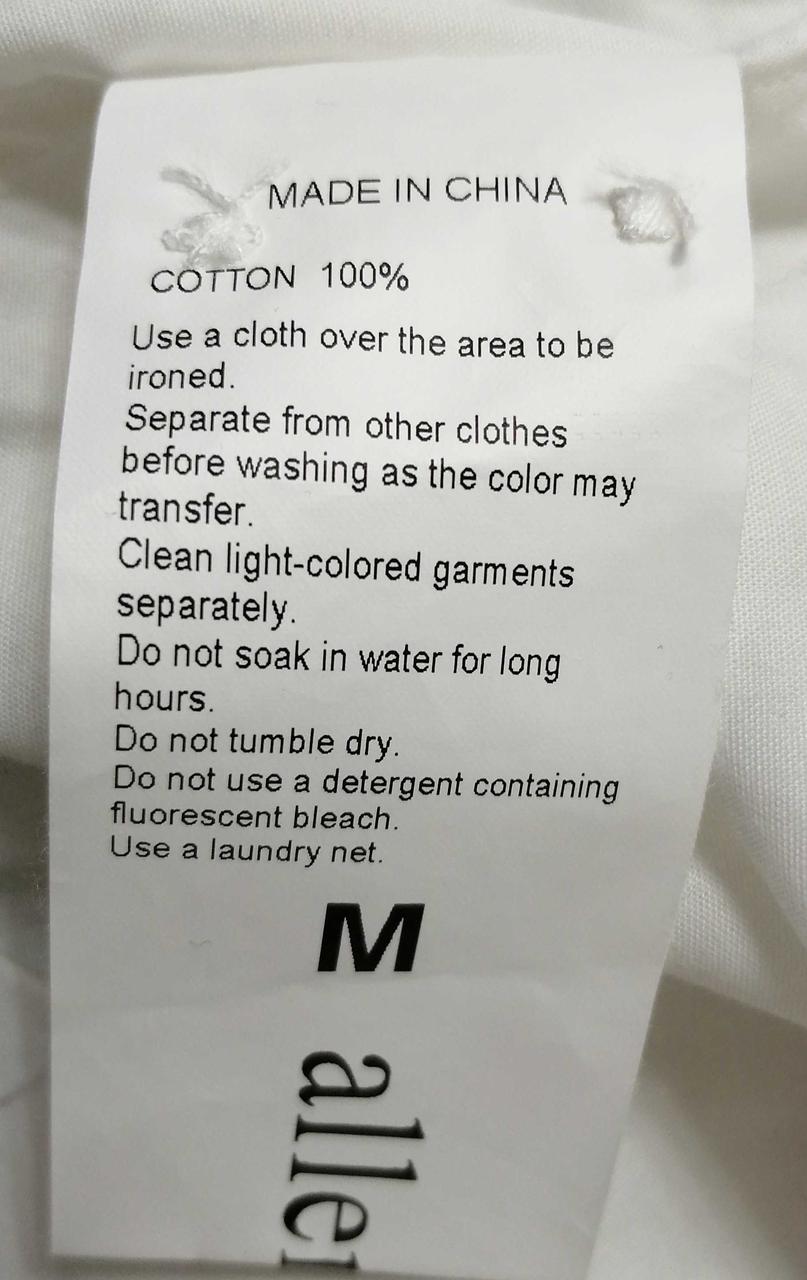 MADE IN CHINA
COTTON 100%
Use a cloth over the area to be
ironed.
Separate from other clothes
before washing as the color may
transfer.
Clean light-colored garments
separately.
Do not soak in water for long
hours.
Do not tumble dry.
Do not use a detergent containing
fluorescent bleach.
Use a laundry net.
M